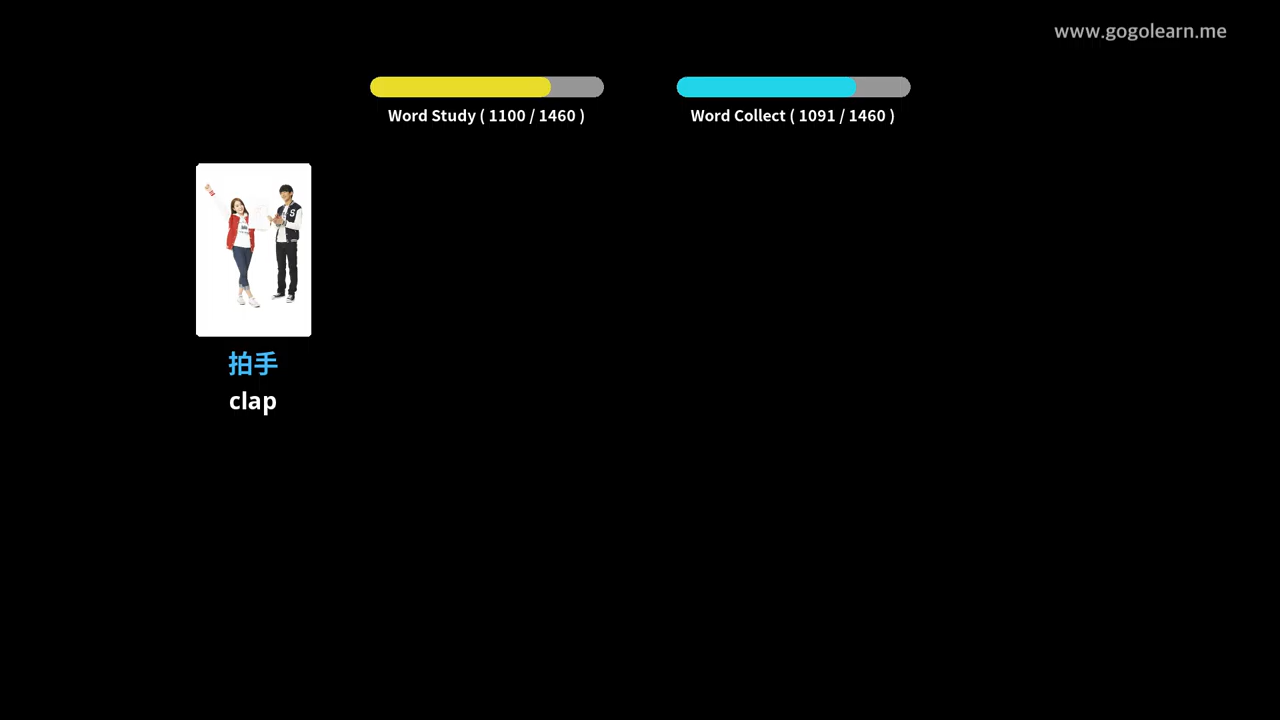 www.gogolearn.me
Word Study ( 1100 / 1460 )
Word Collect ( 1091 / 1460 )
S
拍手
clap